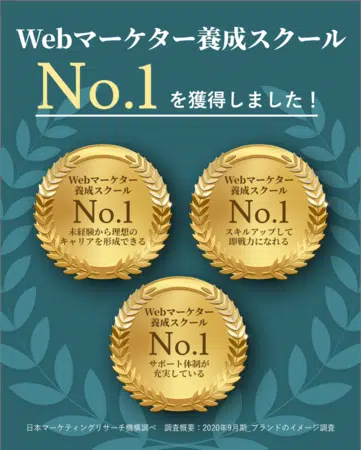 Webマーケター養成スクール
No.1 を獲得しました！
Webマーケター
養成スクール
No.1
未経験から理想の
キャリアを形成できる
Webマーケター
養成スクール
No.1
スキルアップして
即戦力になれる
Webマーケター
養成スクール
No.1
サポート体制が
充実している
日本マーケティングリサーチ機構調べ　調査概要：2020年9月期_ブランドのイメージ調査